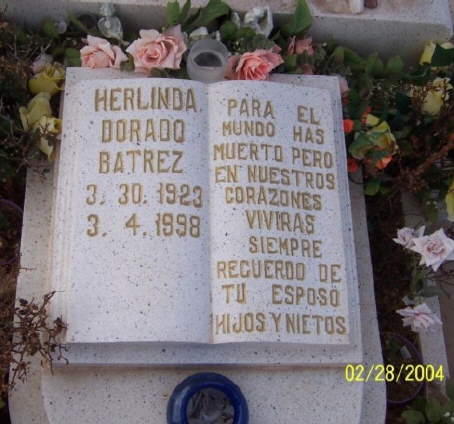 HERLINDA
DORADO
BATREZ
3. 30. 1923
3. 4. 1998
PARA EL
MUNDO HAS
MUERTO PERO
EN NUESTROS
CORAZONES
VIVIRAS
SIEMPRE
RECUERDO DE
TU ESPOSO
HIJOS Y NIETOS
02/28/2004